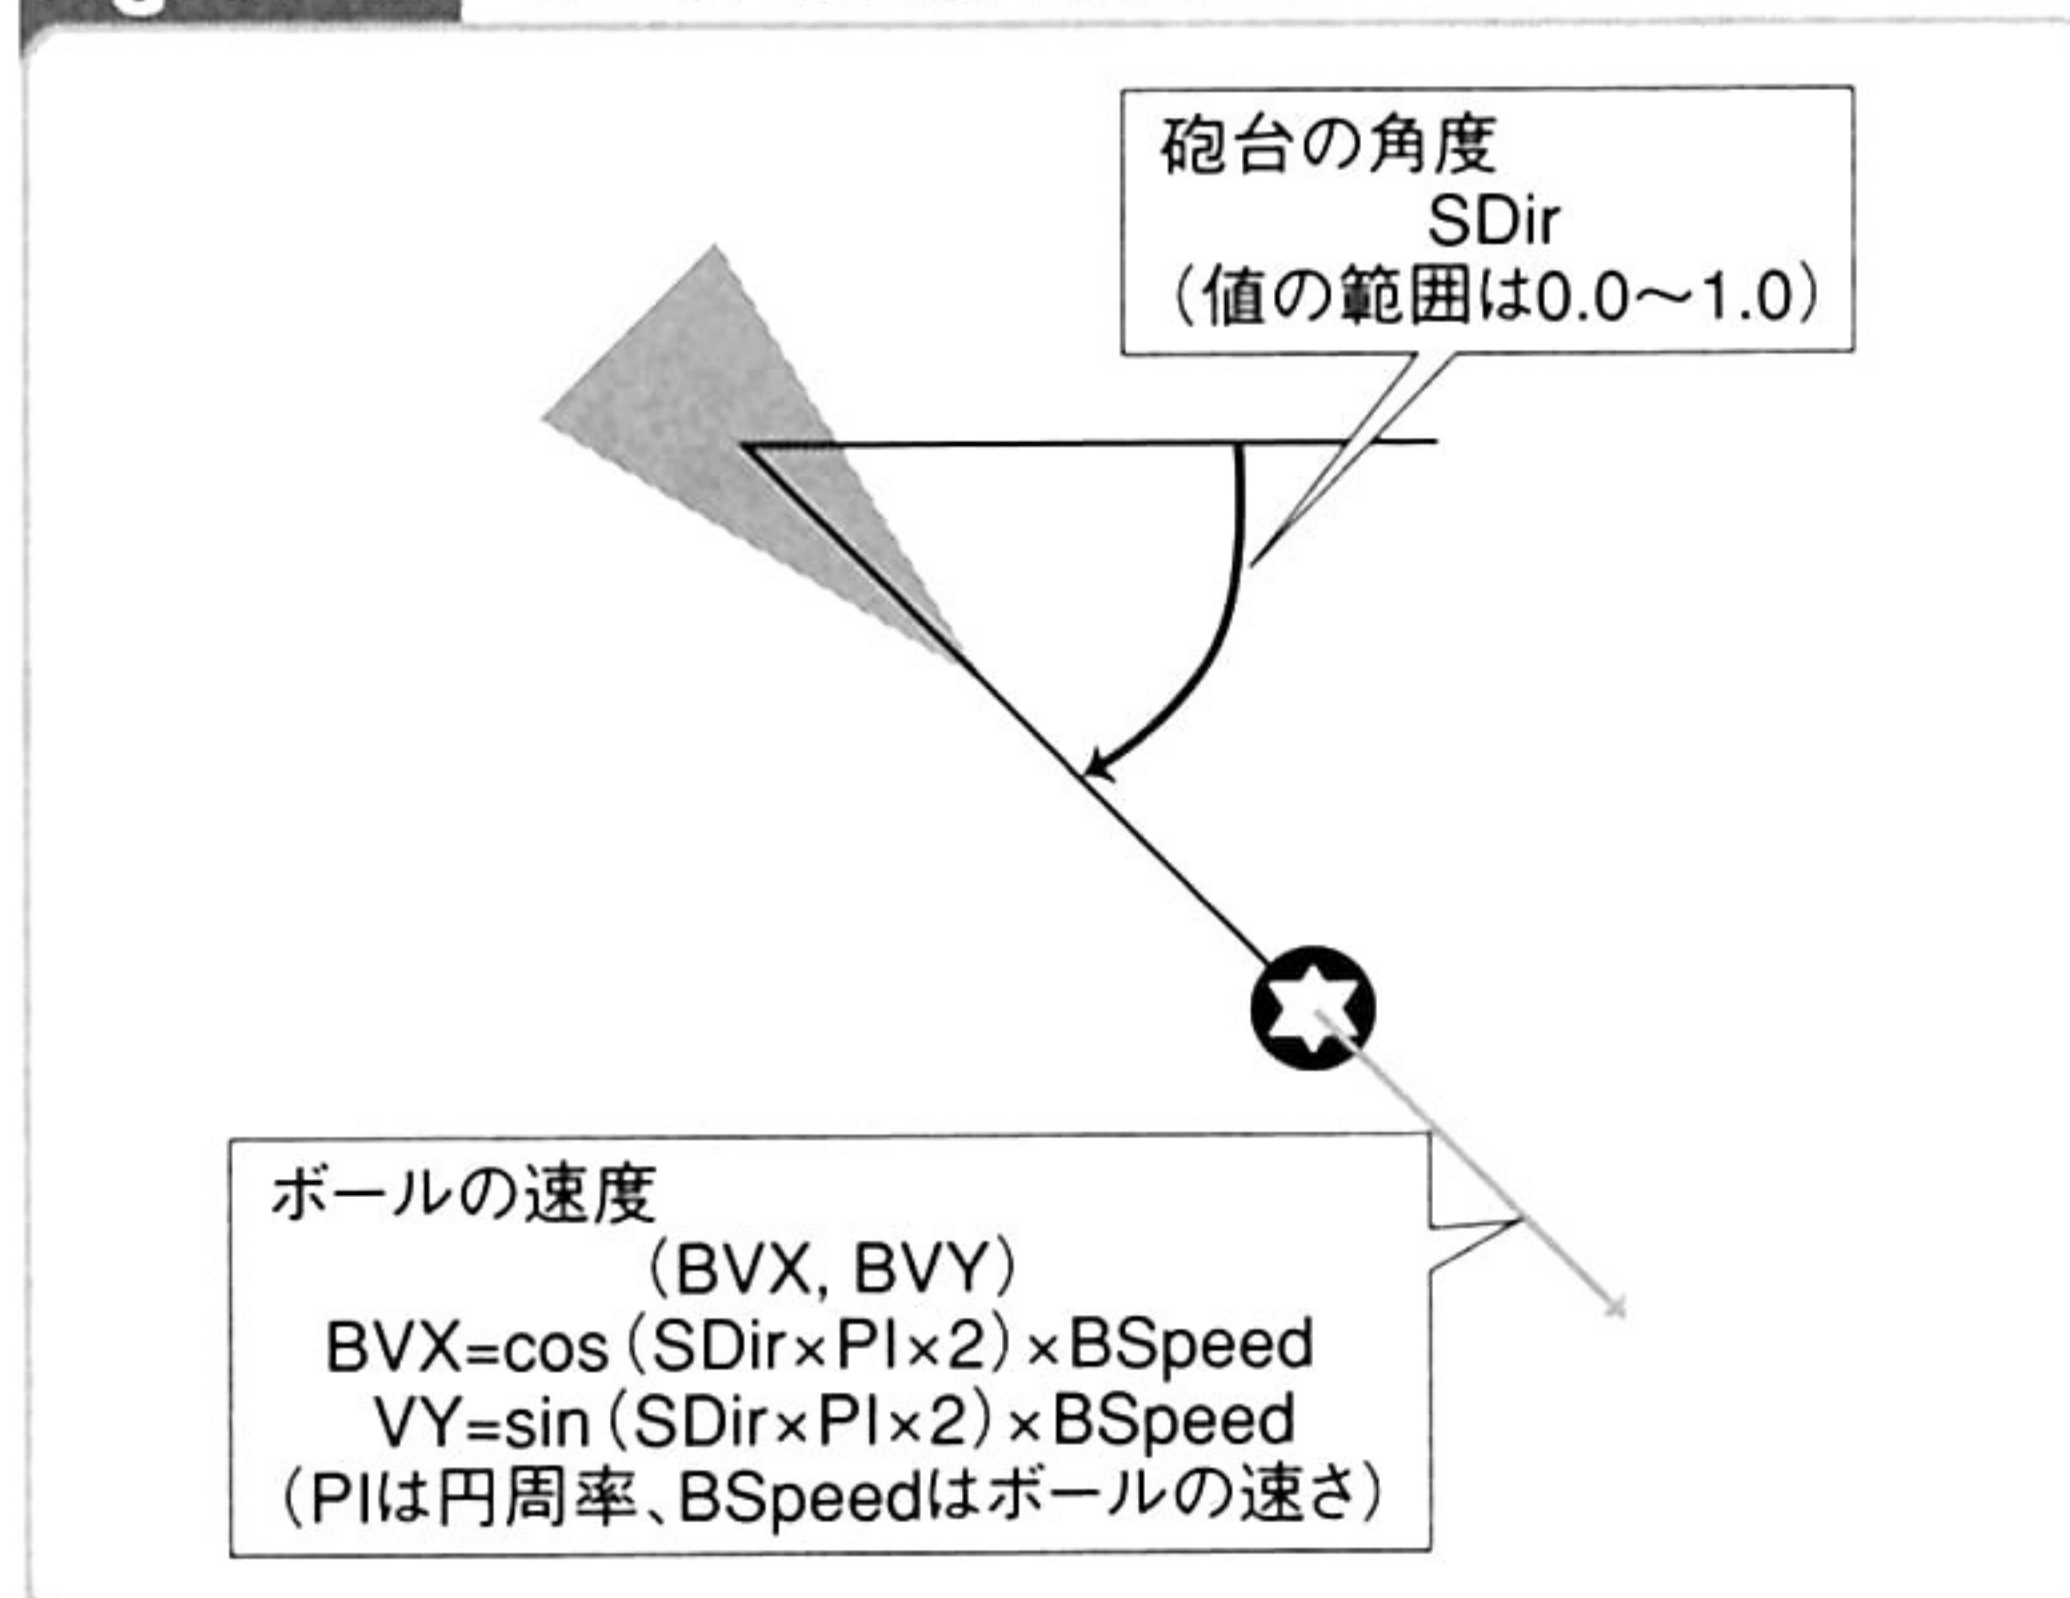 砲台の角度
SDir
（値の範囲は0.0～1.0）
ボールの速度
（BVX, BVY）
BVX=cos（SDir×PI×2）×BSpeed
VY=sin（SDir×PI×2）×BSpeed
（PIは円周率、BSpeedはボールの速さ）